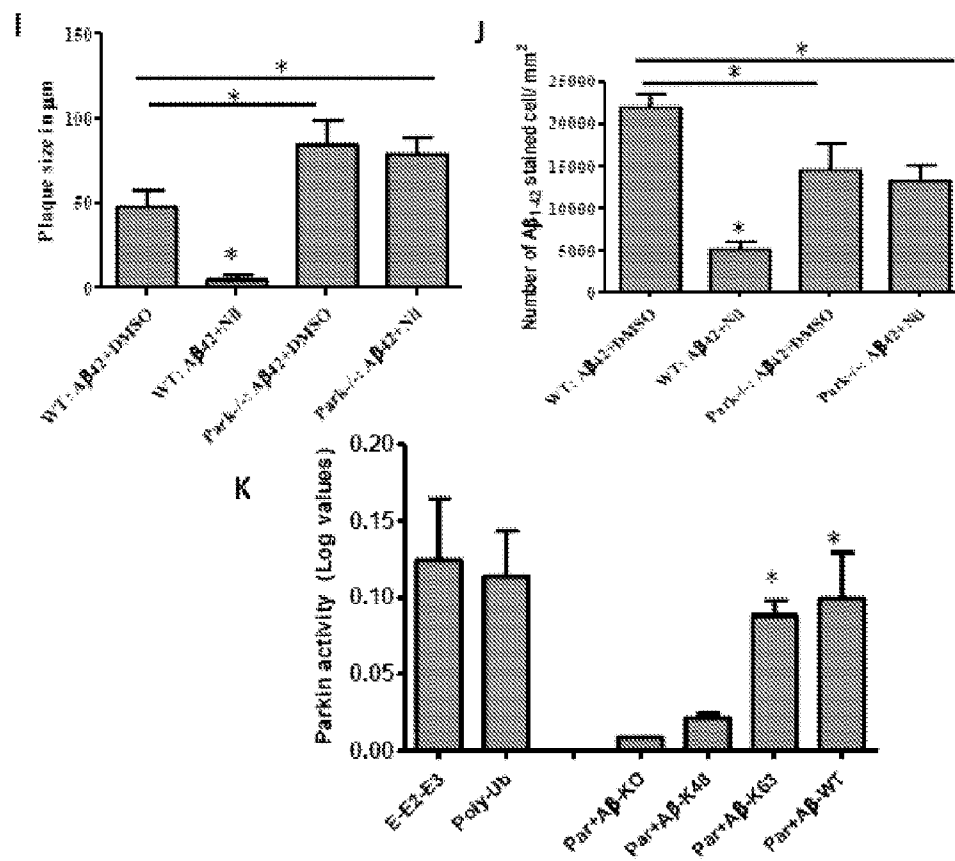 I
Plaque size in µm
150
100
50
0
*
*
*
WT: Aβ42+DMSO
WT: Aβ42+Nil
Park-/-: Aβ42+DMSO
Park-/-: Aβ42+Nil
J
Number of Aβ1-42 stained cell/ mm2
25000
20000
15000
10000
5000
0
*
*
*
WT: Aβ42+DMSO
WT: Aβ42+Nil
Park-/-: Aβ42+DMSO
Park-/-: Aβ42+Nil
K
Parkin activity (Log values)
0.20
0.15
0.10
0.05
0.00
*
*
E-E2-E3
Poly-Ub
Par+Aβ-KO
Par+Aβ-K48
Par+Aβ-K63
Par+Aβ-WT